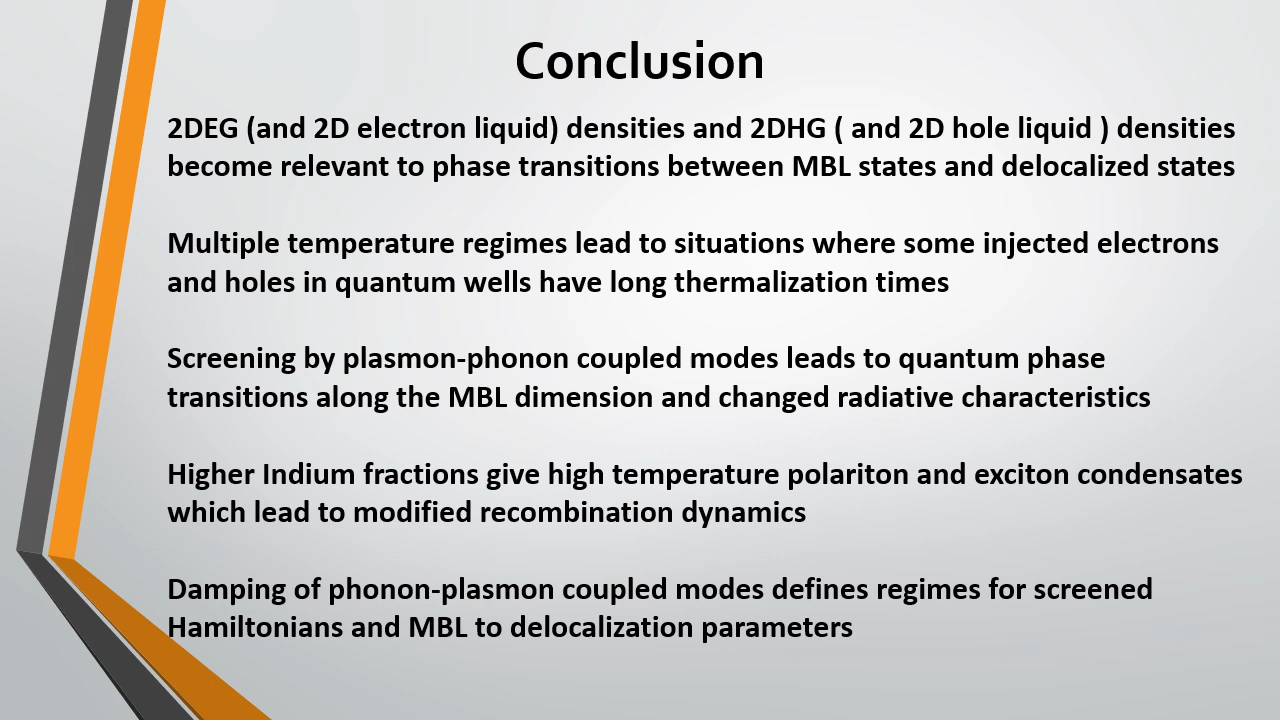 Conclusion
2DEG (and 2D electron liquid) densities and 2DHG ( and 2D hole liquid ) densities
become relevant to phase transitions between MBL states and delocalized states
Multiple temperature regimes lead to situations where some injected electrons
and holes in quantum wells have long thermalization times
Screening by plasmon-phonon coupled modes leads to quantum phase
transitions along the MBL dimension and changed radiative characteristics
Higher Indium fractions give high temperature polariton and exciton condensates
which lead to modified recombination dynamics
Damping of phonon-plasmon coupled modes defines regimes for screened
Hamiltonians and MBL to delocalization parameters